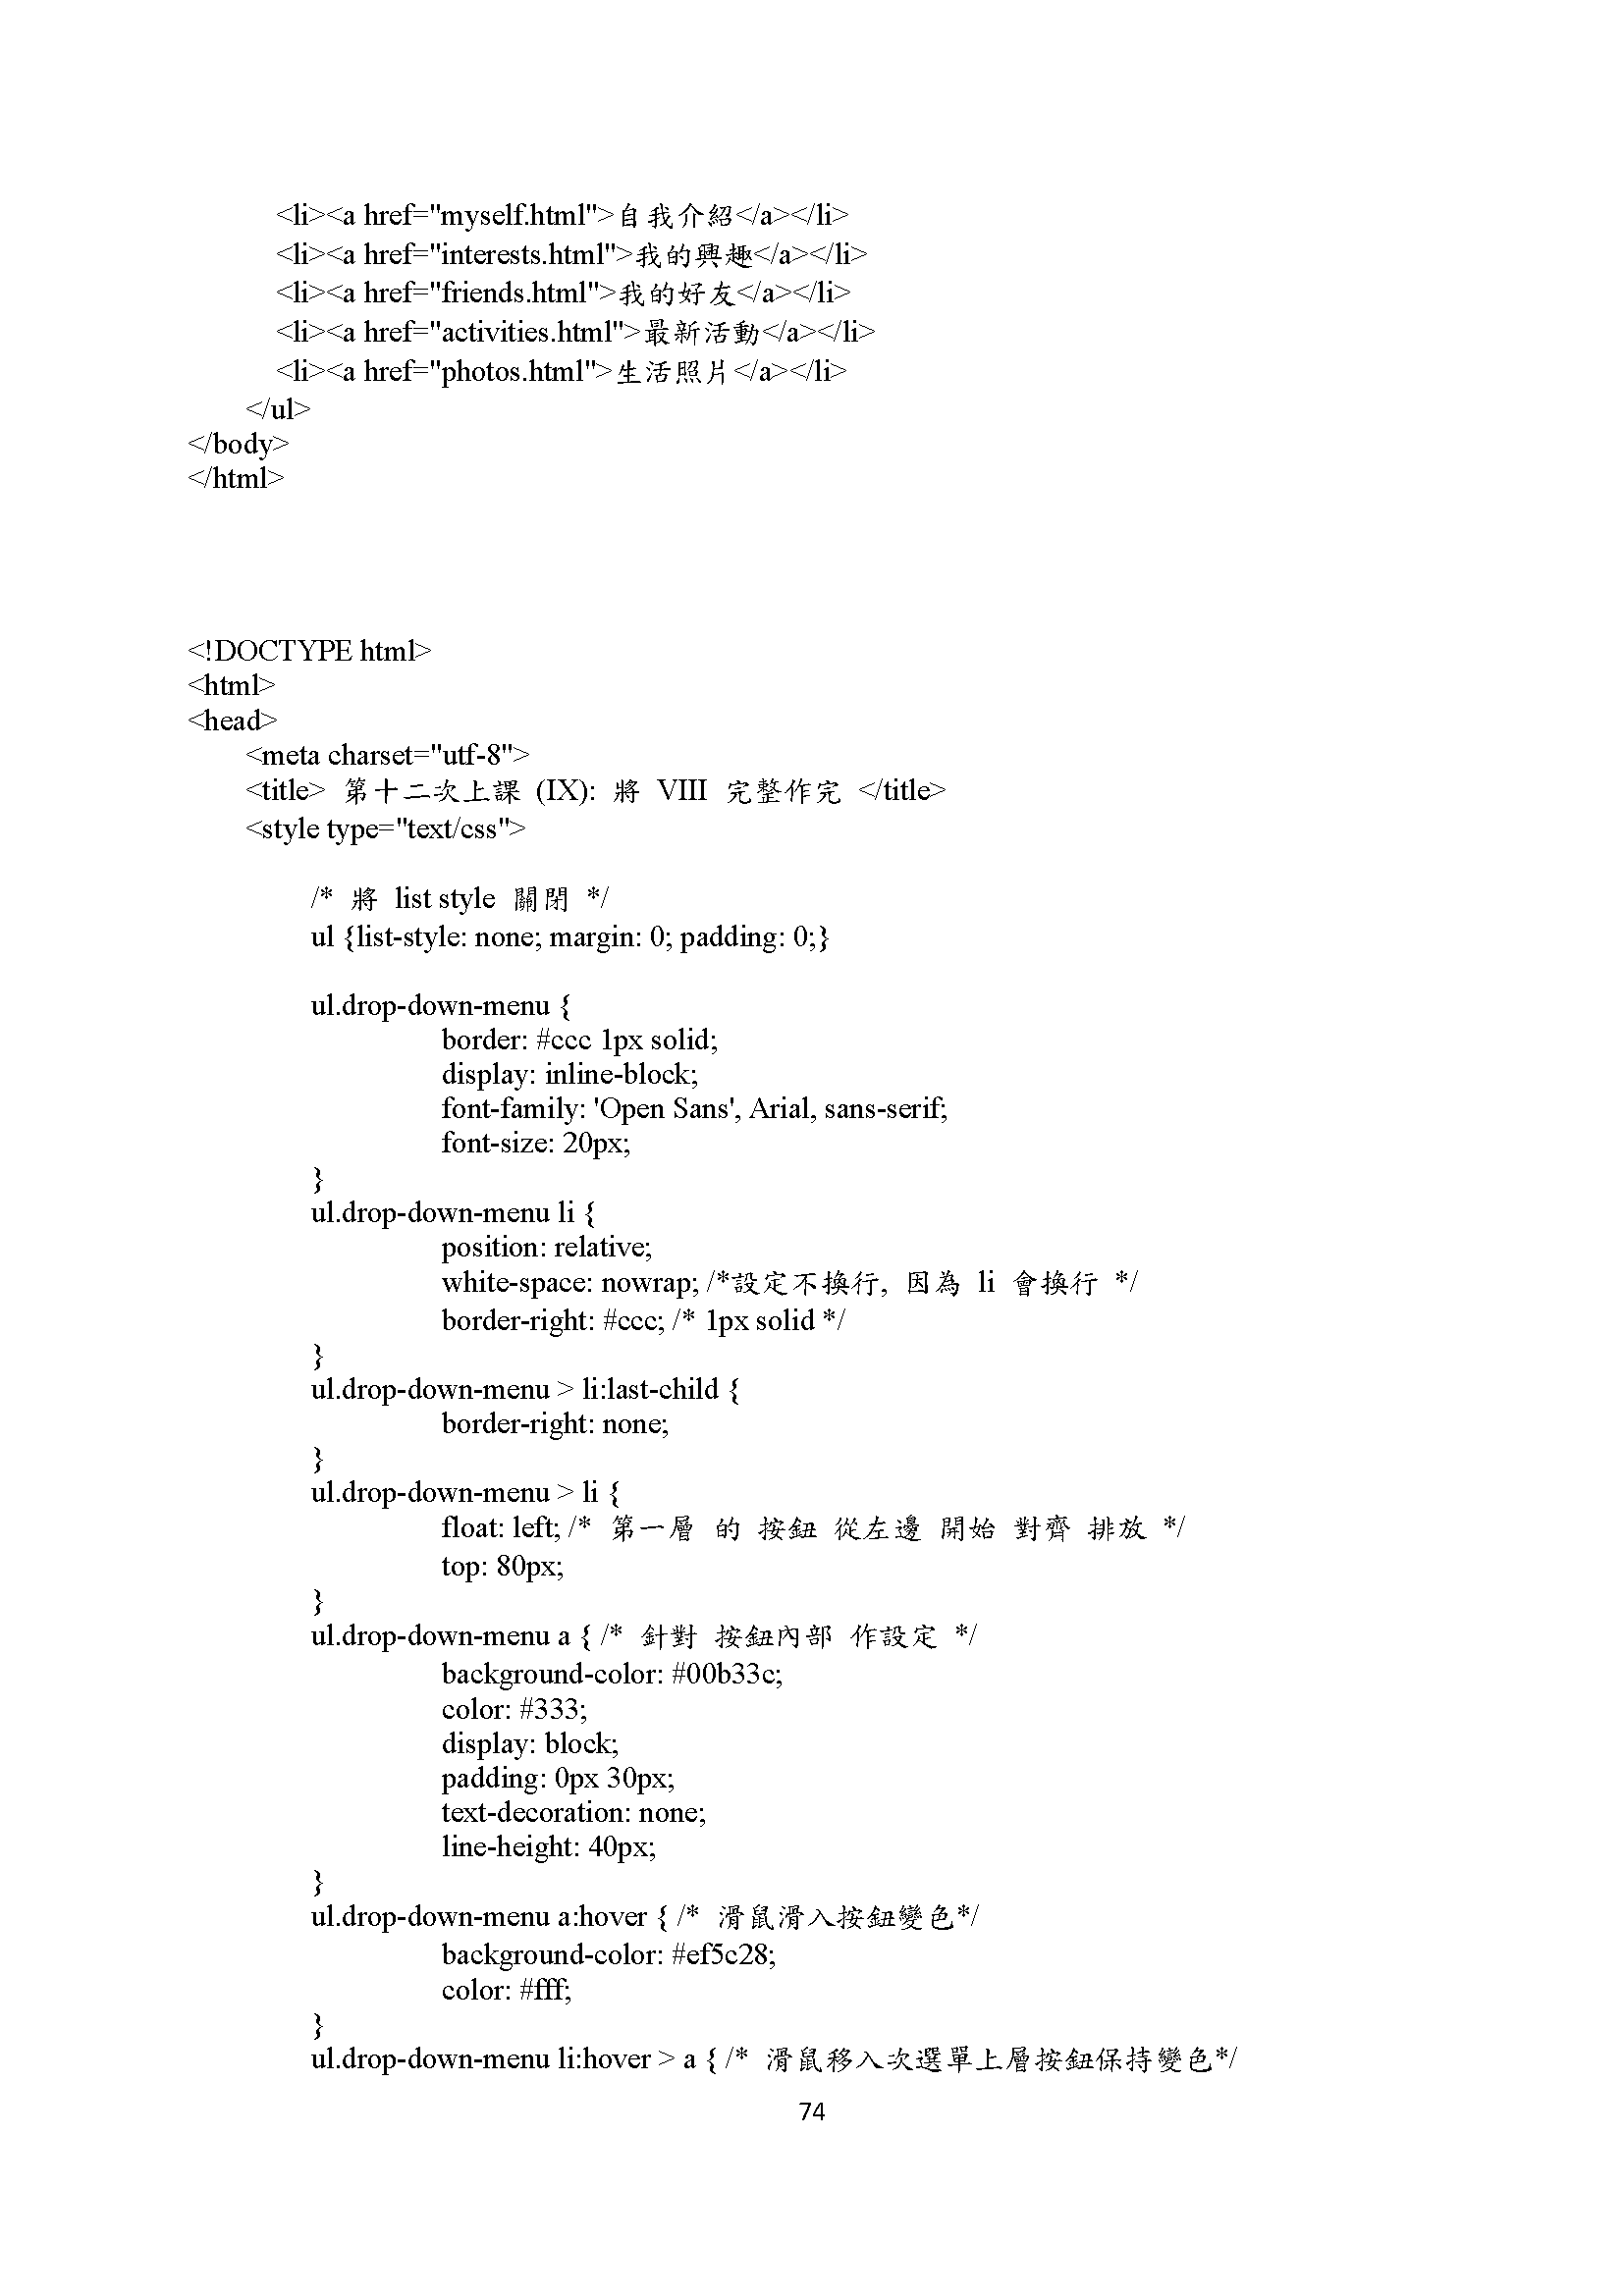 <li><a href="myself.html">自我介紹</a></li>
<li><a href="interests.html">我的興趣</a></li>
<li><a href="friends.html">我的好友</a></li>
<li><a href="activities.html">最新活動</a></li>
<li><a href="photos.html">生活照片</a></li>
</ul>
</body>
</html>
<!DOCTYPE html>
<html>
<head>
<meta charset="utf-8">
<title> 第十二次上課 (IX): 將 VIII 完整作完 </title>
<style type="text/css">
/* 將 list style 關閉 */
ul {list-style: none; margin: 0; padding: 0;}
ul.drop-down-menu {
border: #ccc 1px solid;
display: inline-block;
font-family: 'Open Sans', Arial, sans-serif;
font-size: 20px;
}
ul.drop-down-menu li {
position: relative;
white-space: nowrap; /*設定不換行, 因為 li 會換行 */
border-right: #ccc; /* 1px solid */
}
ul.drop-down-menu > li:last-child {
border-right: none;
}
ul.drop-down-menu > li {
float: left; /* 第一層 的 按鈕 從左邊 開始 對齊 排放 */
top: 80px;
}
ul.drop-down-menu a { /* 針對 按鈕內部 作設定 */
background-color: #00b33c;
color: #333;
display: block;
padding: 0px 30px;
text-decoration: none;
line-height: 40px;
}
ul.drop-down-menu a:hover { /* 滑鼠滑入按鈕變色*/
background-color: #ef5c28;
color: #fff;
}
ul.drop-down-menu li:hover > a { /* 滑鼠移入次選單上層按鈕保持變色*/
74